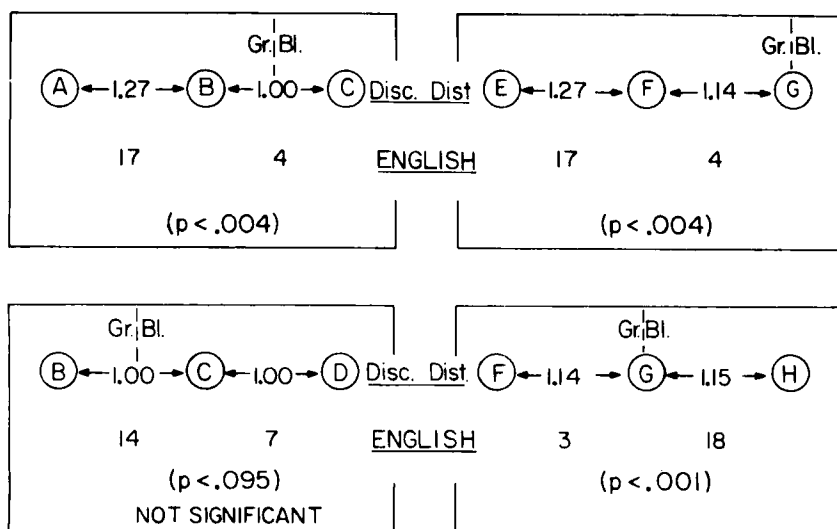 Gr. Bl. Gr. Bl.
A 1.27 B 1.00 C Disc. Dist E 1.27 F 1.14 G
17 4 ENGLISH 17 4
(p<.004) (p<.004)
Gr. Bl. Gr. Bl.
B 1.00 C 1.00 D Disc. Dist. F 1.14 G 1.15 H
14 7 ENGLISH 3 18
(p<.095) (p<.001)
NOT SIGNIFICANT